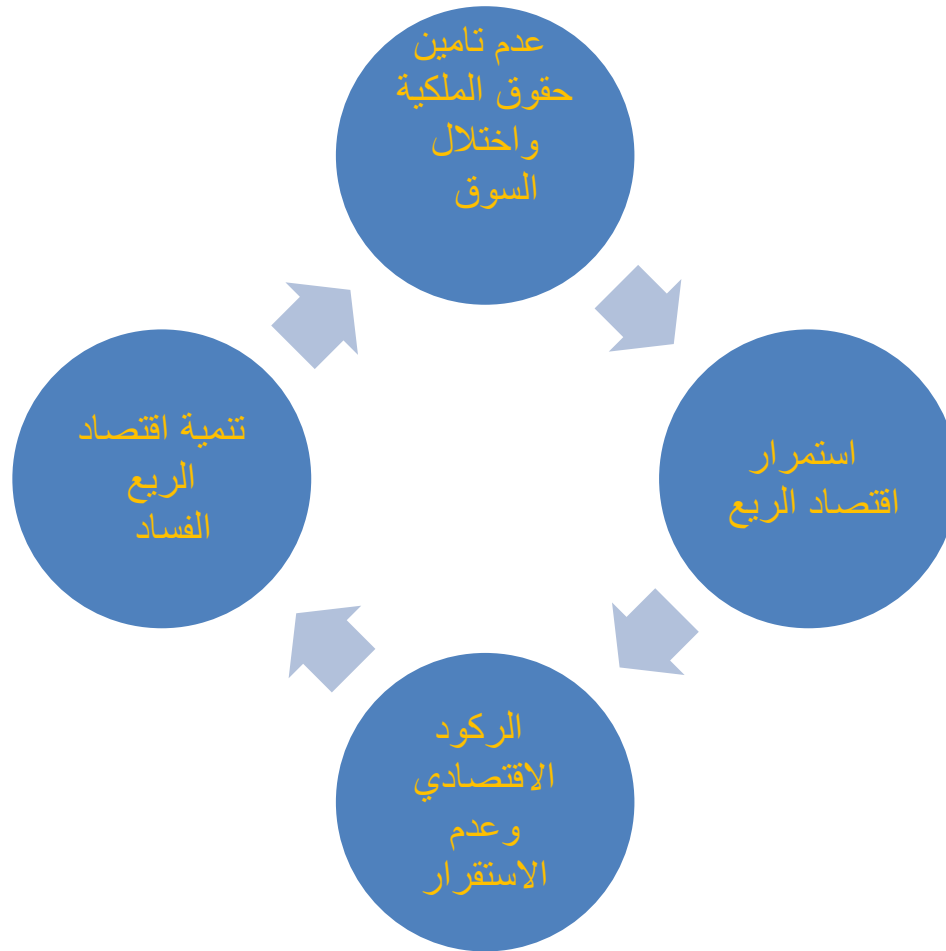 عدم تامين
حقوق الملكية
واختلال
السوق
استمرار
اقتصاد الريع
الركود
الاقتصادي
وعدم
الاستقرار
تنمية اقتصاد
الريع
الفساد